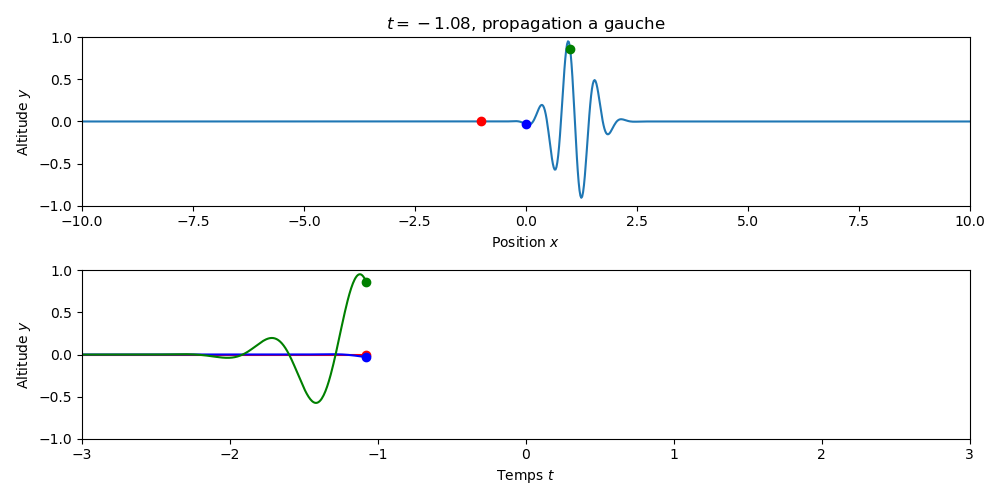 t = −1.08, propagation a gauche
1.0
0.5
0.0
−0.5
−1.0
Altitude y
−10.0 −7.5 −5.0 −2.5 0.0 2.5 5.0 7.5 10.0
Position x
1.0
0.5
0.0
−0.5
−1.0
Altitude y
−3 −2 −1 0 1 2 3
Temps t